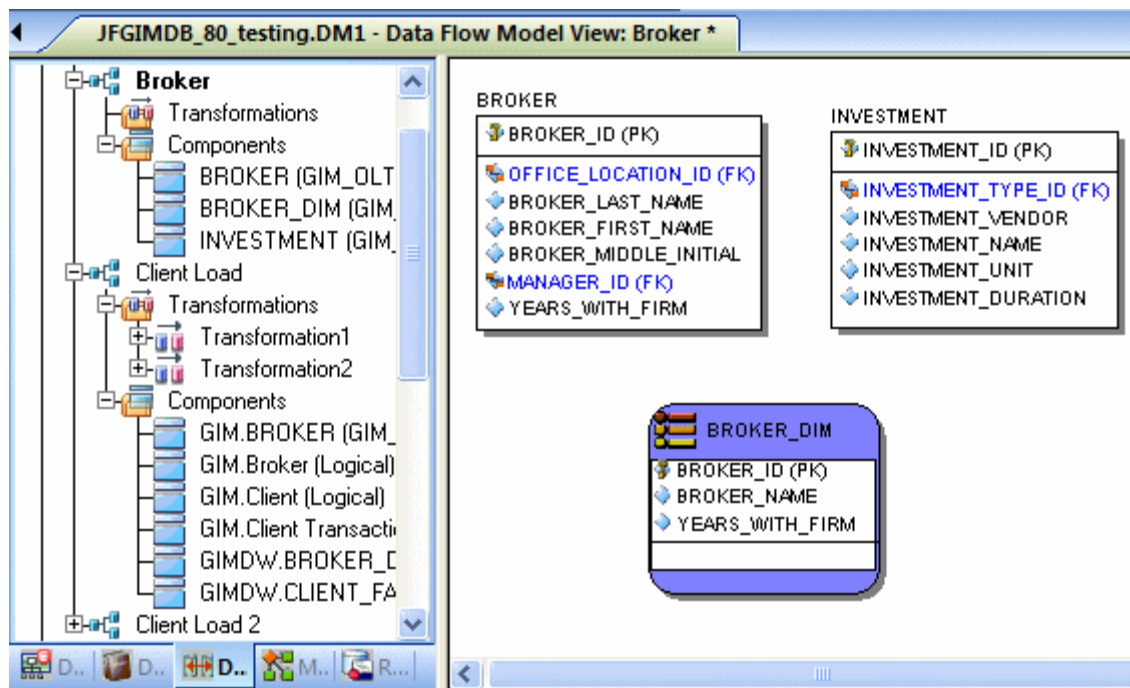 JFGIMDB_80_testing.DM1 - Data Flow Model View: Broker *
Broker
Transformations
Components
BROKER (GIM_OLT
BROKER_DIM (GIM_
INVESTMENT (GIM_
Client Load
Transformations
Transformation1
Transformation2
Components
GIM.BROKER (GIM_
GIM.Broker (Logical)
GIM.Client (Logical)
GIM.Client Transacti
GIMDW.BROKER_D
GIMDW.CLIENT_FA
Client Load 2
D.. D.. D.. M.. R...
BROKER
BROKER_ID (PK)
OFFICE_LOCATION_ID (FK)
BROKER_LAST_NAME
BROKER_FIRST_NAME
BROKER_MIDDLE_INITIAL
MANAGER_ID (FK)
YEARS_WITH_FIRM
INVESTMENT
INVESTMENT_ID (PK)
INVESTMENT_TYPE_ID (FK)
INVESTMENT_VENDOR
INVESTMENT_NAME
INVESTMENT_UNIT
INVESTMENT_DURATION
BROKER_DIM
BROKER_ID (PK)
BROKER_NAME
YEARS_WITH_FIRM